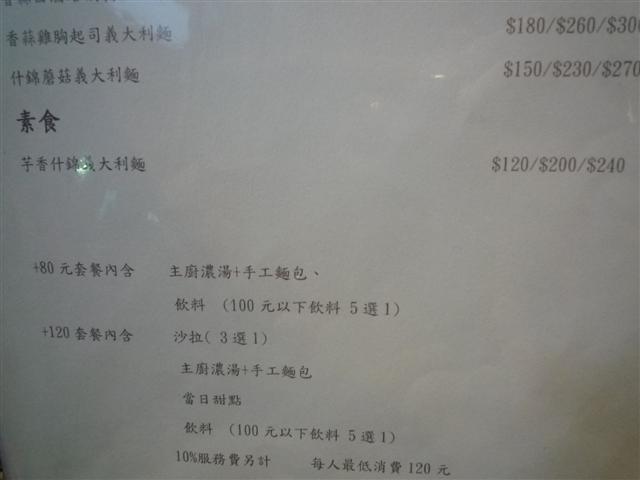 香蒜雞胸起司義大利麵 $180/$260/$300
什錦蘑菇義大利麵 $150/$230/$270
素食
芋香什錦義大利麵 $120/$200/$240
+80 元套餐內含 主廚濃湯+手工麵包、
飲料 (100 元以下飲料 5 選 1)
+120 套餐內含 沙拉( 3 選 1)
主廚濃湯+手工麵包
當日甜點
飲料 (100 元以下飲料 5 選 1)
10%服務費另計 每人最低消費 120 元